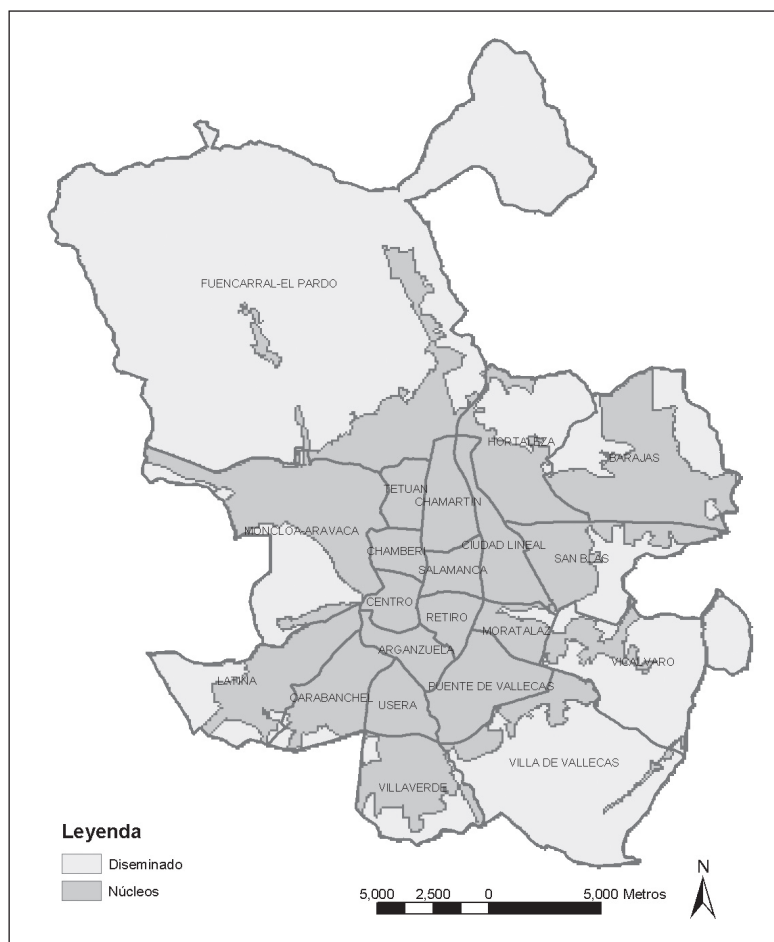 FUENCARRAL-EL PARDO
HORTALEZA
BARAJAS
TETUAN
CHAMARTIN
MONCLOA-ARAVACA
CHAMBERI
CIUDAD LINEAL
SAN BLAS
SALAMANCA
CENTRO
RETIRO
MORATALAZ
ARGANZUELA
VICALVARO
LATINA
CARABANCHEL
PUENTE DE VALLECAS
USERA
VILLA DE VALLECAS
VILLAVERDE
Leyenda
Diseminado
Núcleos
5,000 2,500 0 5,000 Metros
N